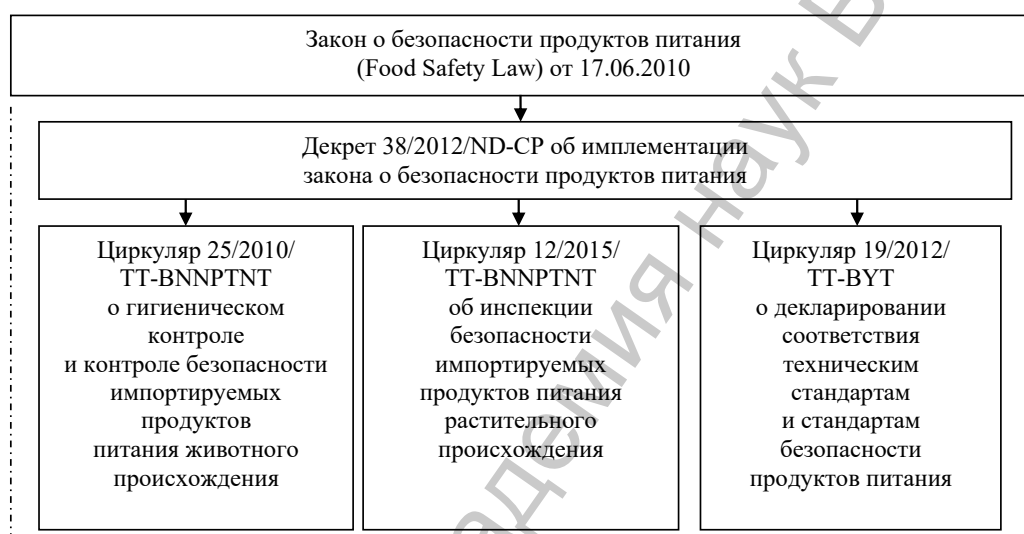 Закон о безопасности продуктов питания
(Food Safety Law) от 17.06.2010
Декрет 38/2012/ND-CP об имплементации
закона о безопасности продуктов питания
Циркуляр 25/2010/
TT-BNNPTNT
о гигиеническом
контроле
и контроле безопасности
импортируемых
продуктов
питания животного
происхождения
Циркуляр 12/2015/
TT-BNNPTNT
об инспекции
безопасности
импортируемых
продуктов питания
растительного
происхождения
Циркуляр 19/2012/
TT-BYT
о декларировании
соответствия
техническим
стандартам
и стандартам
безопасности
продуктов питания
адемия наук Б